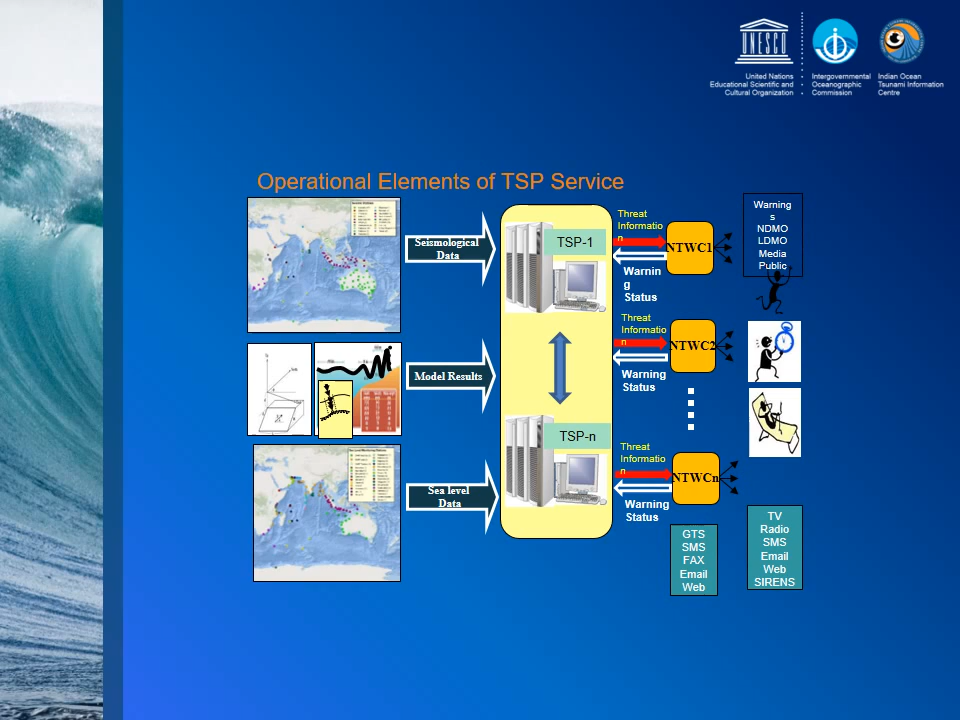 UNESCO
United Nations
Educational Scientific and
Cultural Organization
Intergovernmental
Oceanographic
Commission
Indian Ocean
Tsunami Information
Centre
Operational Elements of TSP Service
Seismological
Data
Model Results
Sea level
Data
TSP-1
TSP-n
Threat
Informatio
n
NTWC1
Warnin
g
Status
Threat
Informatio
n
NTWC2
Warning
Status
Threat
Informatio
n
NTWCn
Warning
Status
Warning
s
NDMO
LDMO
Media
Public
GTS
SMS
FAX
Email
Web
TV
Radio
SMS
Email
Web
SIRENS